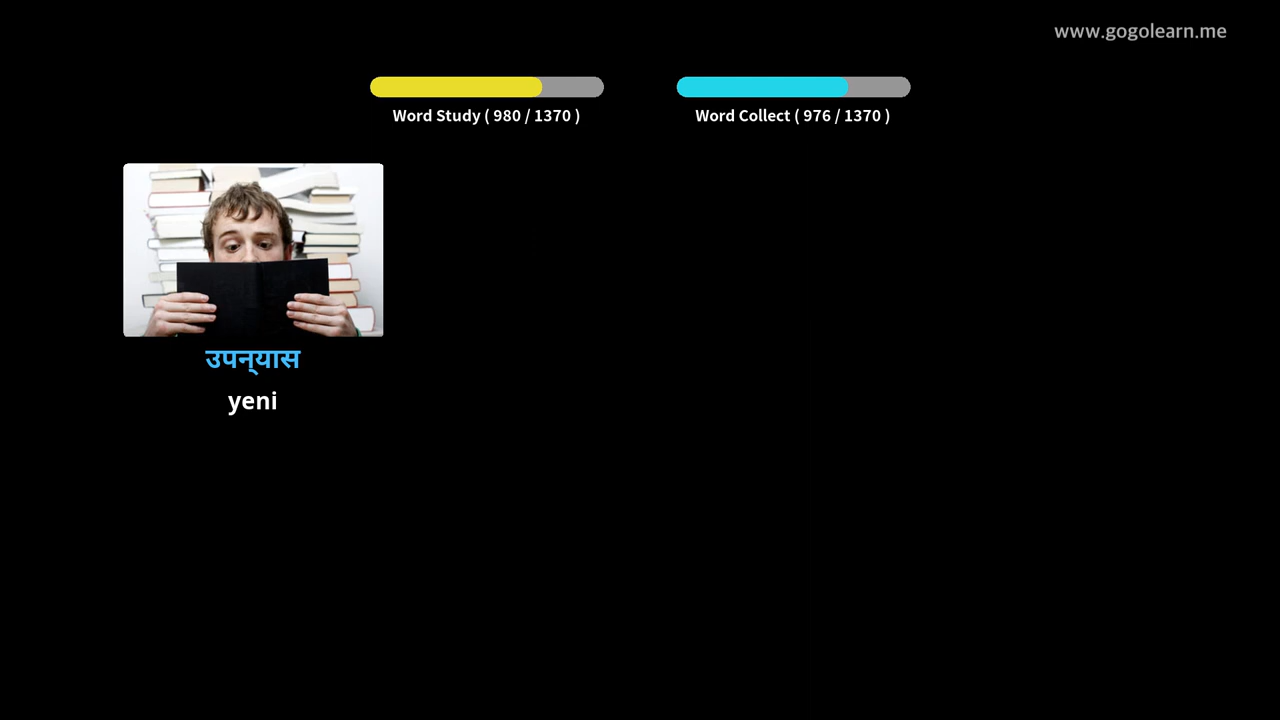 www.gogolearn.me
Word Study ( 980 / 1370 )
Word Collect ( 976 / 1370 )
उपन्यास
yeni